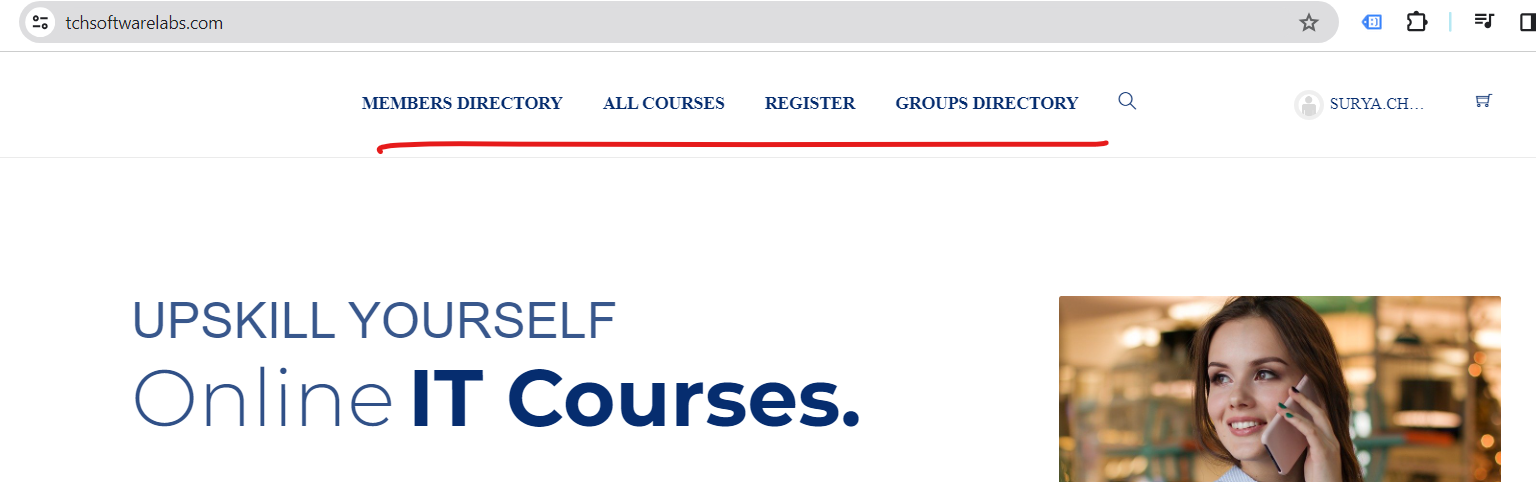 tchsoftwarelabs.com
MEMBERS DIRECTORY ALL COURSES REGISTER GROUPS DIRECTORY SURYA.CH...
UPSKILL YOURSELF
Online IT Courses.